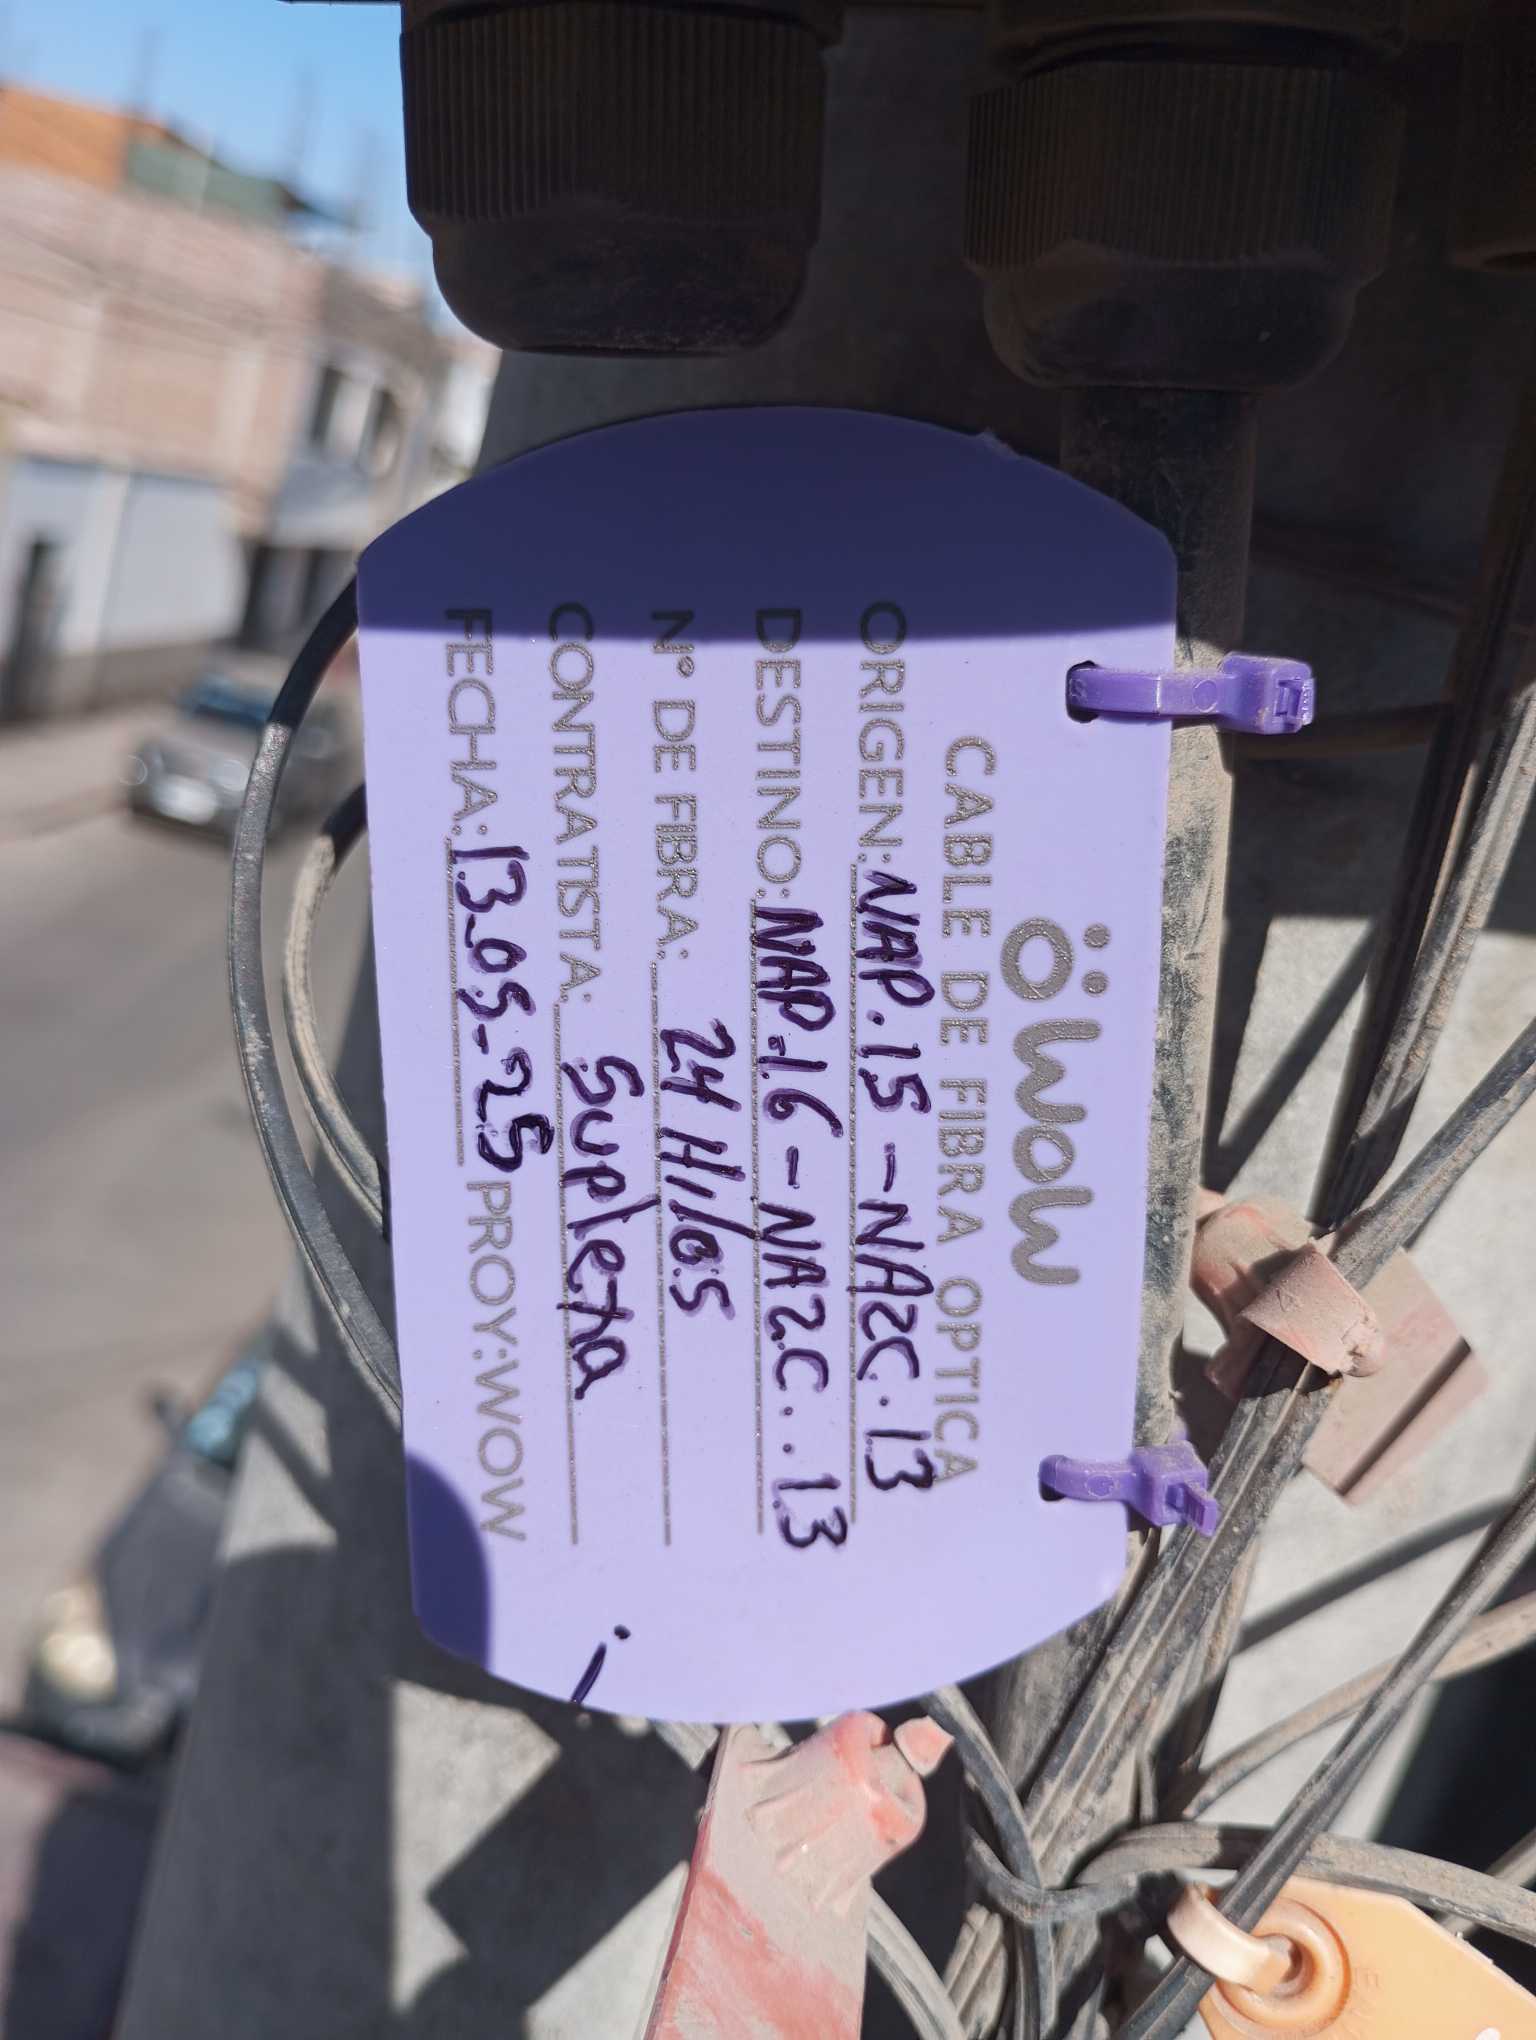 wow
CABLE DE FIBRA OPTICA
ORIGEN: NAP.15 - NA2C.13
DESTINO: NAP.16 - NA2C..13
N° DE FIBRA: 24 Hilos
CONTRATISTA: Supleta
FECHA: 13-05-25 PROY: WOW